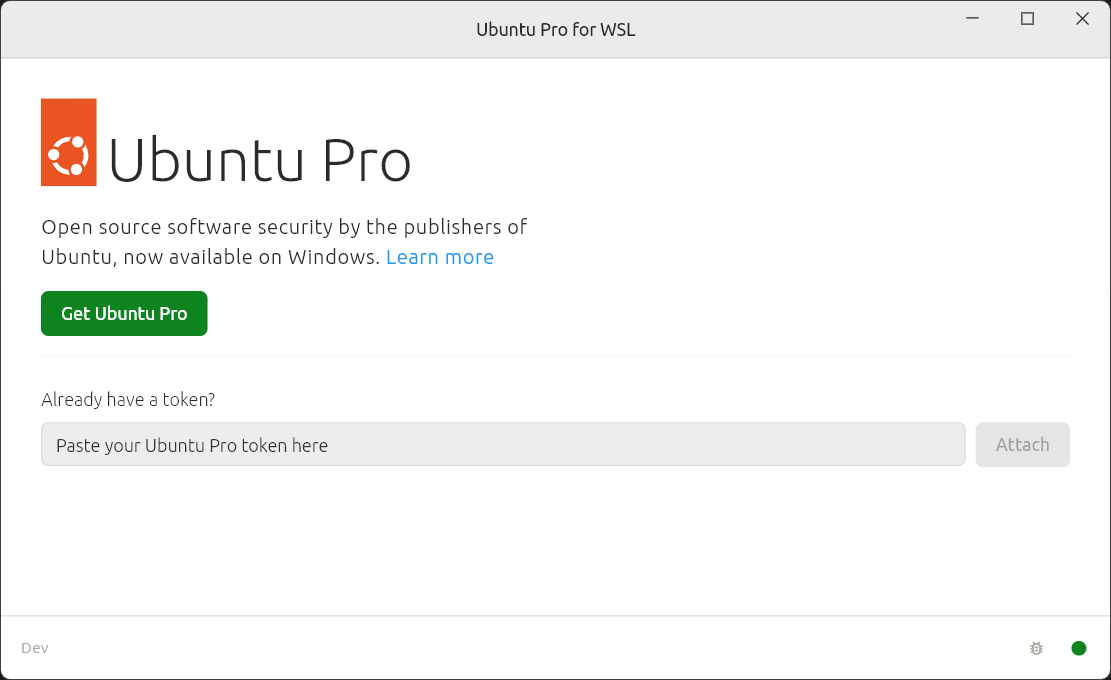 Ubuntu Pro for WSL
Ubuntu Pro
Open source software security by the publishers of
Ubuntu, now available on Windows. Learn more
Get Ubuntu Pro
Already have a token?
Paste your Ubuntu Pro token here
Attach
Dev